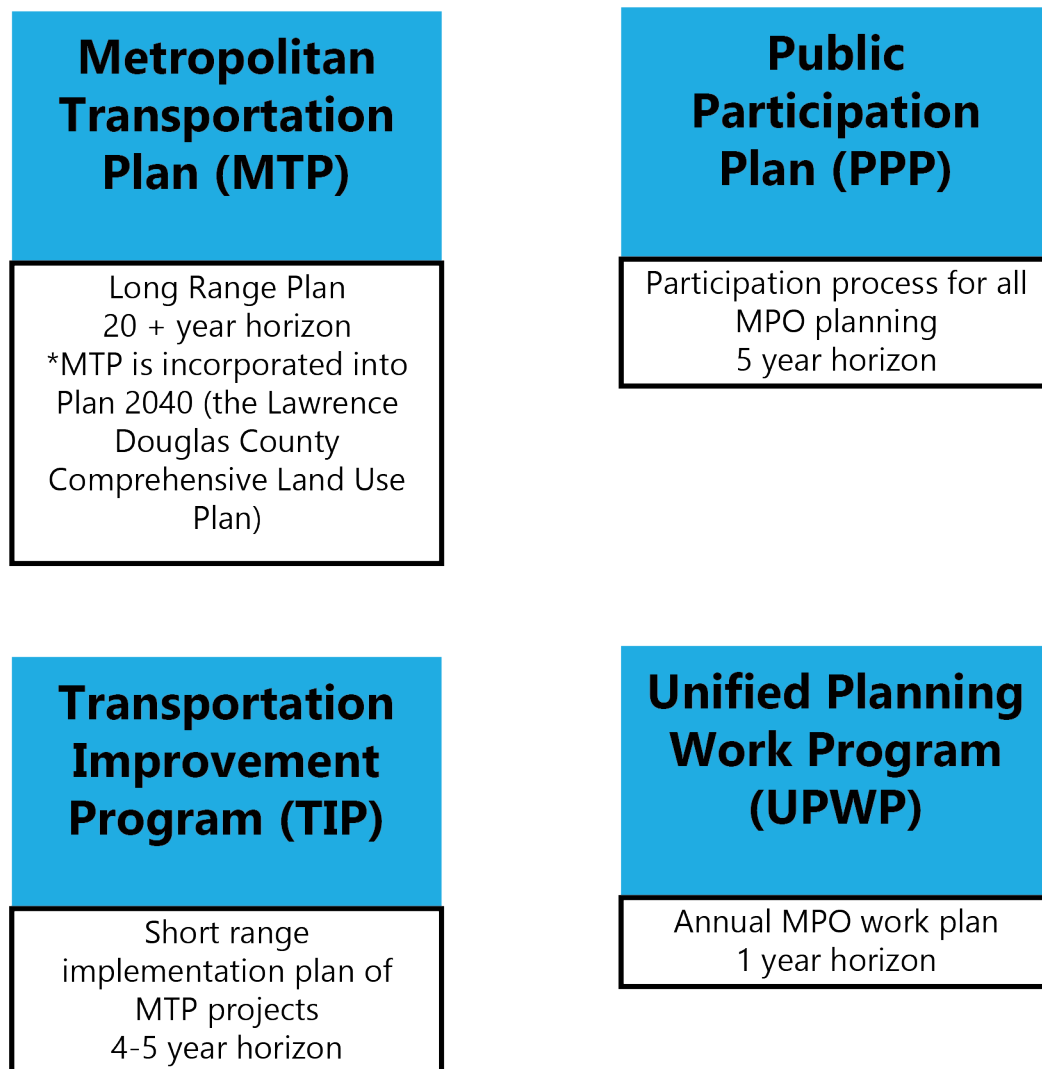 Metropolitan
Transportation
Plan (MTP)
Long Range Plan
20 + year horizon
*MTP is incorporated into
Plan 2040 (the Lawrence
Douglas County
Comprehensive Land Use
Plan)
Public
Participation
Plan (PPP)
Participation process for all
MPO planning
5 year horizon
Transportation
Improvement
Program (TIP)
Short range
implementation plan of
MTP projects
4-5 year horizon
Unified Planning
Work Program
(UPWP)
Annual MPO work plan
1 year horizon